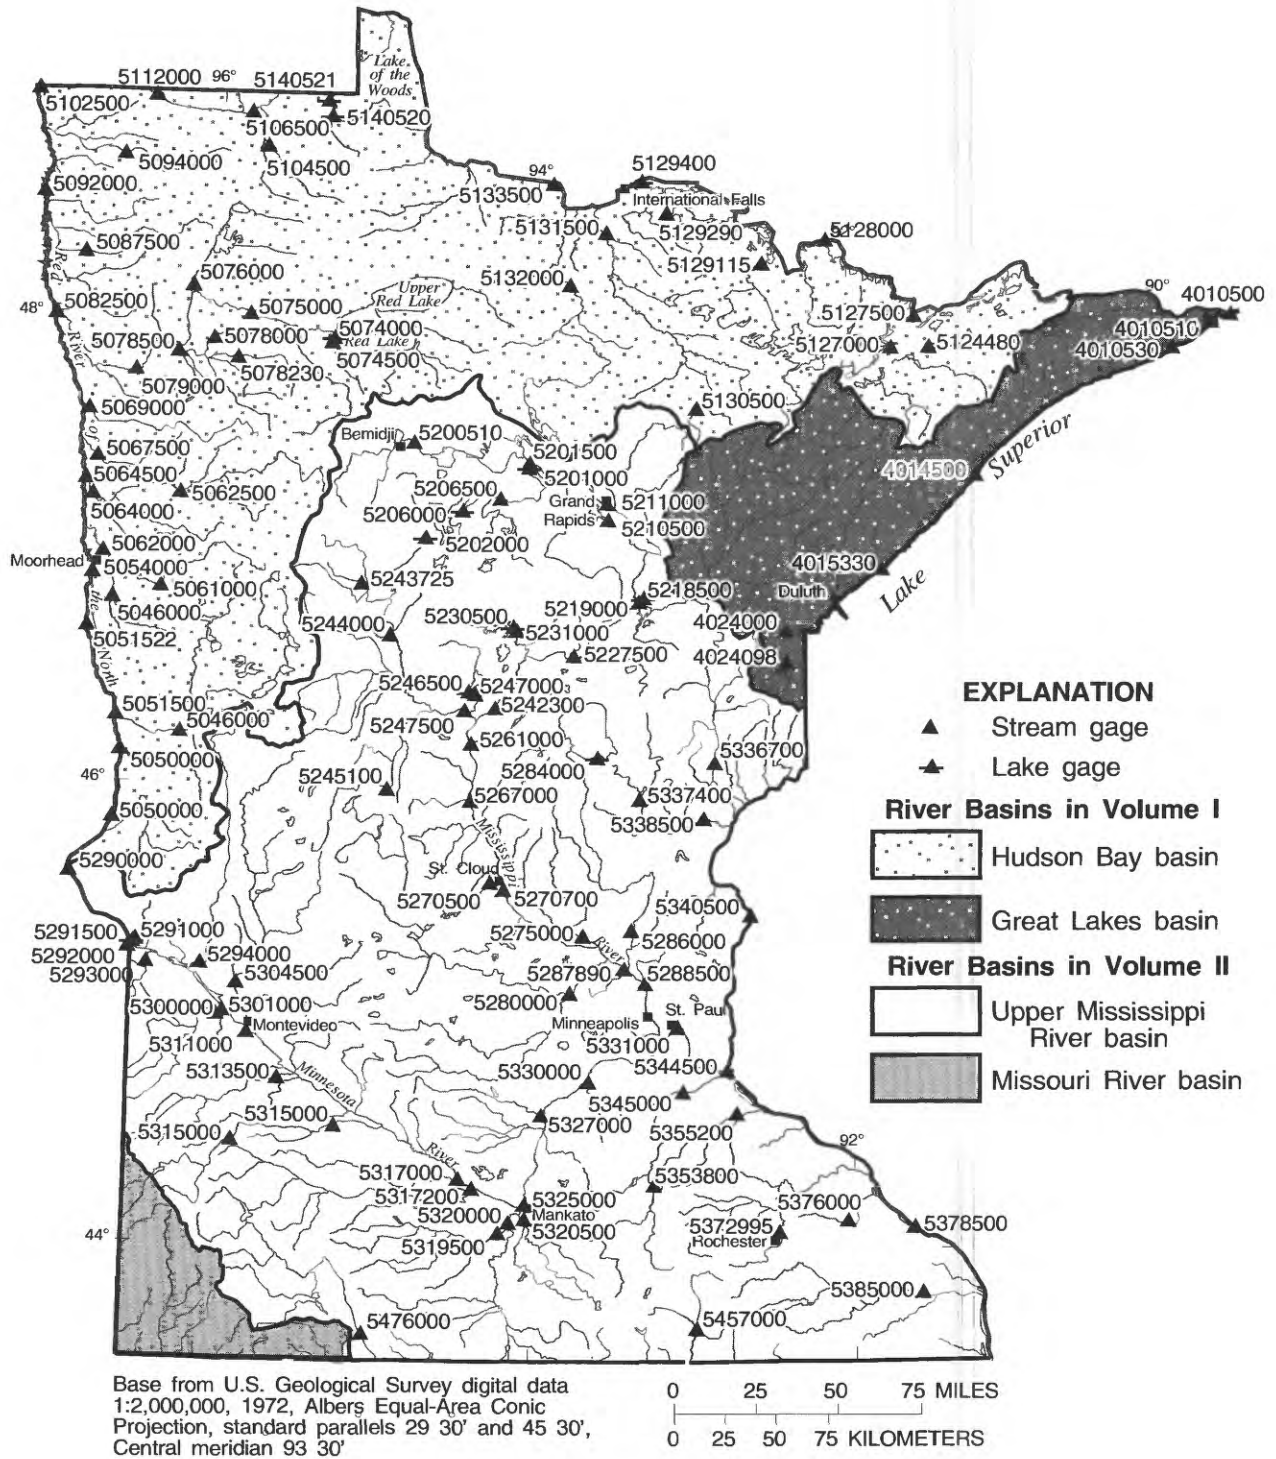 Lake
of the
Woods
5112000
96°
5140521
5102500
5140520
5106500
5104500
5094000
5092000
94°
5129400
5133500
International Falls
5131500
5129290
5128000
5129115
5087500
Red
5076000
5132000
Upper
Red Lake
90°
4010500
48°
5082500
5075000
5127500
4010510
5074000
Red Lake
5078000
5078500
River
5074500
5127000
5124480
4010530
5078230
5079000
5069000
of
5130500
Bemidji
5200510
5067500
5201500
Superior
5064500
5201000
4014500
5062500
5206500
Grand
Rapids
5211000
5064000
5206000
5210500
5062000
5202000
Moorhead
5054000
4015330
5061000
5243725
5218500
Duluth
Lake
the
5046000
5219000
5230500
4024000
5051522
5244000
5231000
North
5227500
4024098
5246500
5247000
5051500
5046000
5242300
5247500
5261000
5336700
5050000
5284000
46°
5245100
5267000
5337400
5050000
5338500
Mississippi
5290000
St. Cloud
5270500
5270700
5340500
5291500
5291000
5275000
River
5286000
5292000
5294000
5293000
5304500
5287890
5288500
5280000
5300000
5301000
St. Paul
Montevideo
Minneapolis
5311000
5331000
5344500
5313500
Minnesota
5330000
5345000
5315000
5327000
5355200
5315000
92°
River
5317000
5353800
5317200
5325000
5376000
Mankato
5320000
5320500
5372995
5378500
44°
5319500
Rochester
5385000
5476000
5457000
EXPLANATION
Stream gage
Lake gage
River Basins in Volume I
Hudson Bay basin
Great Lakes basin
River Basins in Volume II
Upper Mississippi
River basin
Missouri River basin
Base from U.S. Geological Survey digital data
1:2,000,000, 1972, Albers Equal-Area Conic
Projection, standard parallels 29 30' and 45 30',
Central meridian 93 30'
0 25 50 75 MILES
0 25 50 75 KILOMETERS